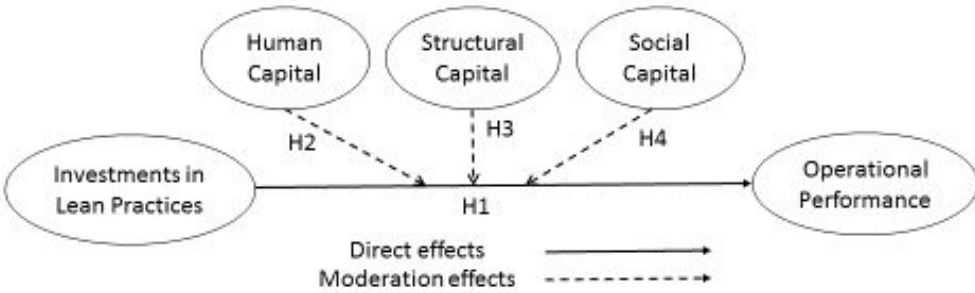 Human
Capital
Structural
Capital
Social
Capital
H2
H3
H4
Investments in
Lean Practices
Operational
Performance
H1
Direct effects
Moderation effects